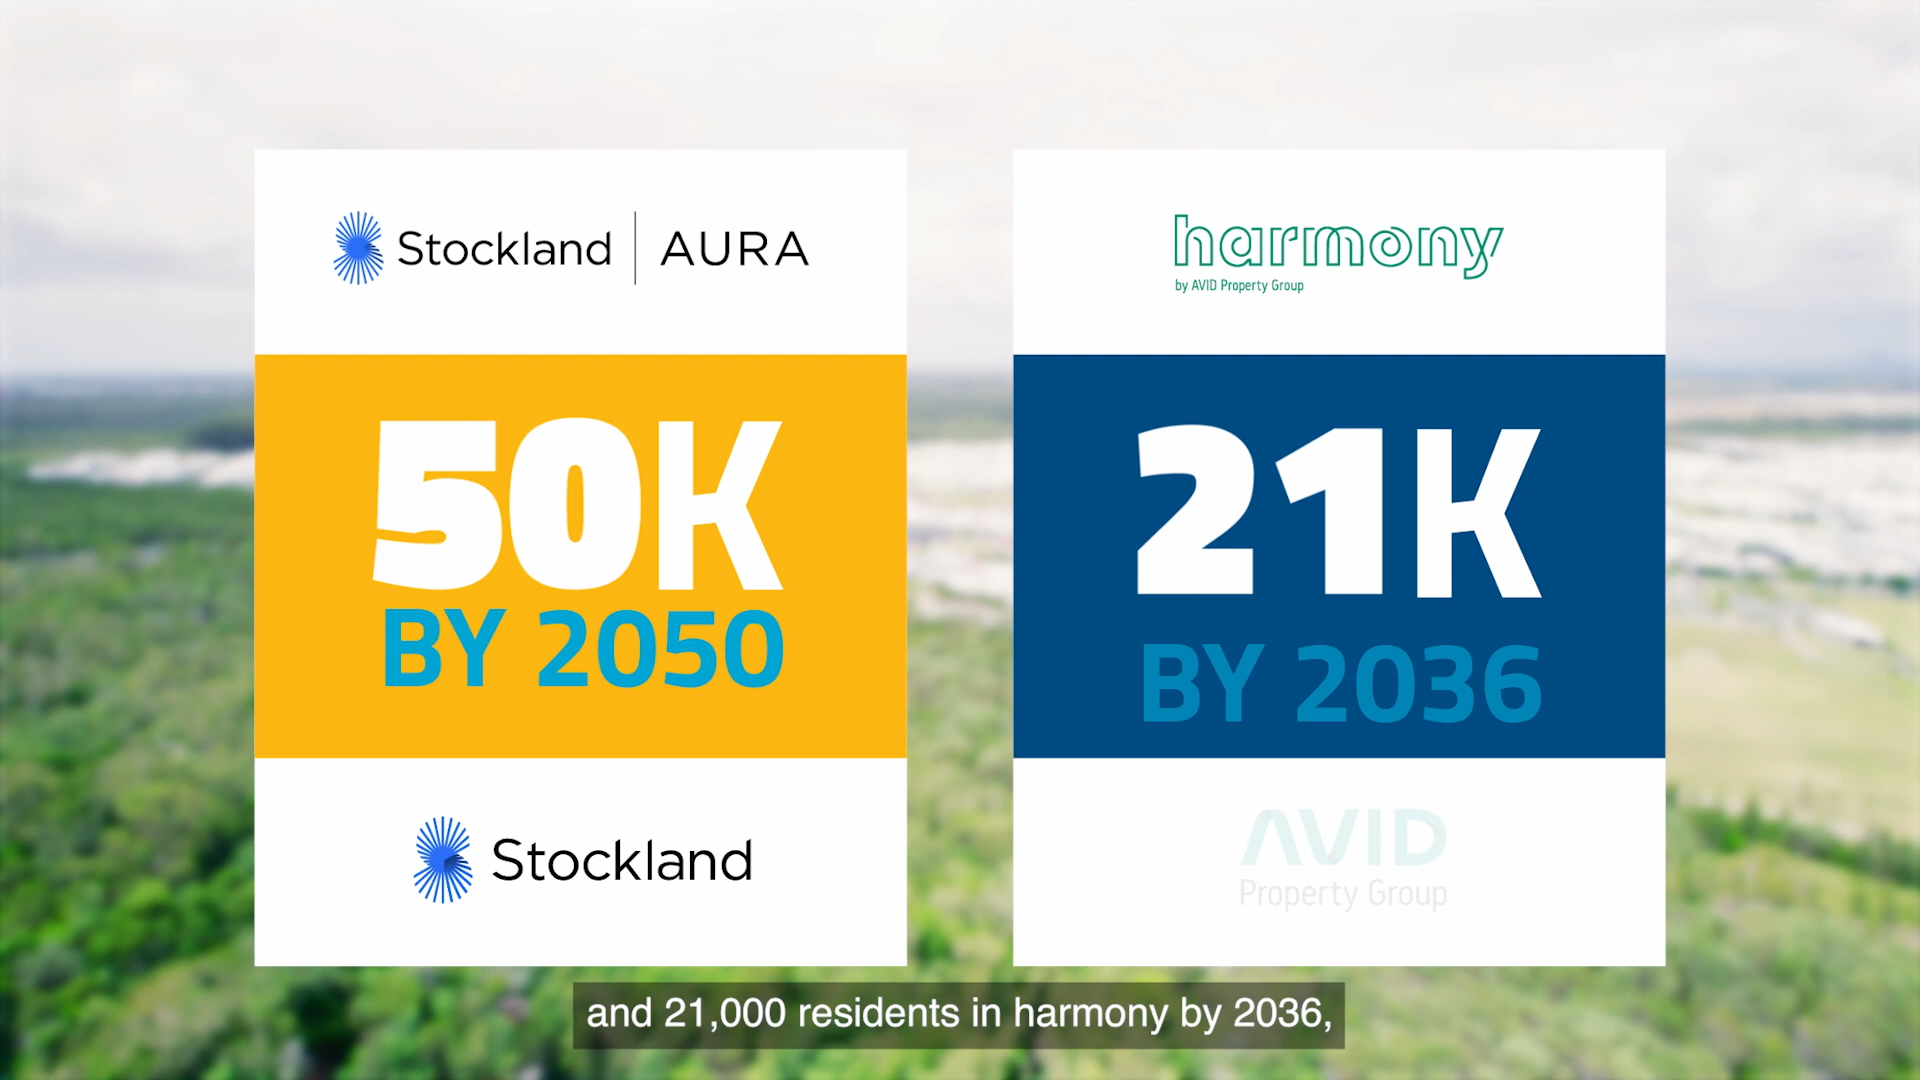 Stockland | AURA
50K
BY 2050
Stockland
harmony
by AVID Property Group
21K
BY 2036
AVID
Property Group
and 21,000 residents in harmony by 2036,